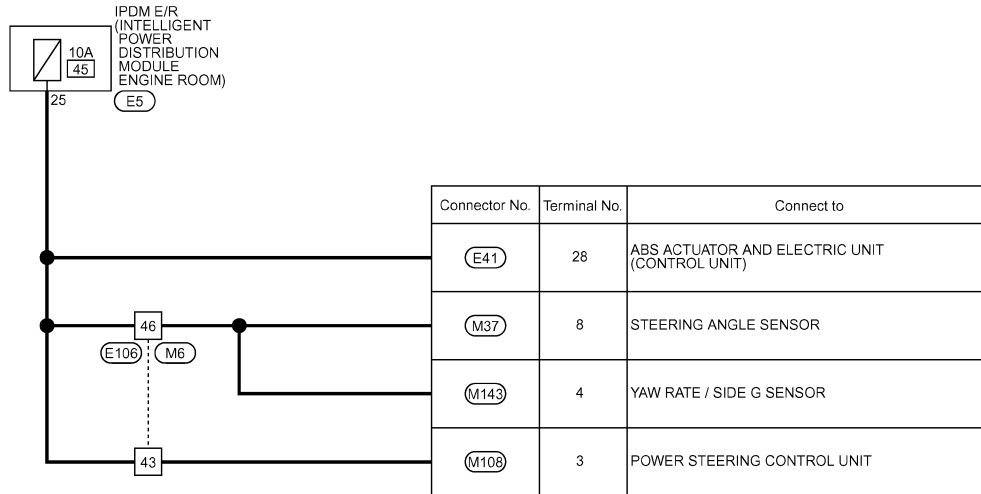 IPDM E/R
(INTELLIGENT
POWER
DISTRIBUTION
MODULE
ENGINE ROOM)
10A
45
25
E5
Connector No. Terminal No. Connect to
E41 28 ABS ACTUATOR AND ELECTRIC UNIT
(CONTROL UNIT)
46 M37 8 STEERING ANGLE SENSOR
E106 M6
M143 4 YAW RATE / SIDE G SENSOR
43 M108 3 POWER STEERING CONTROL UNIT